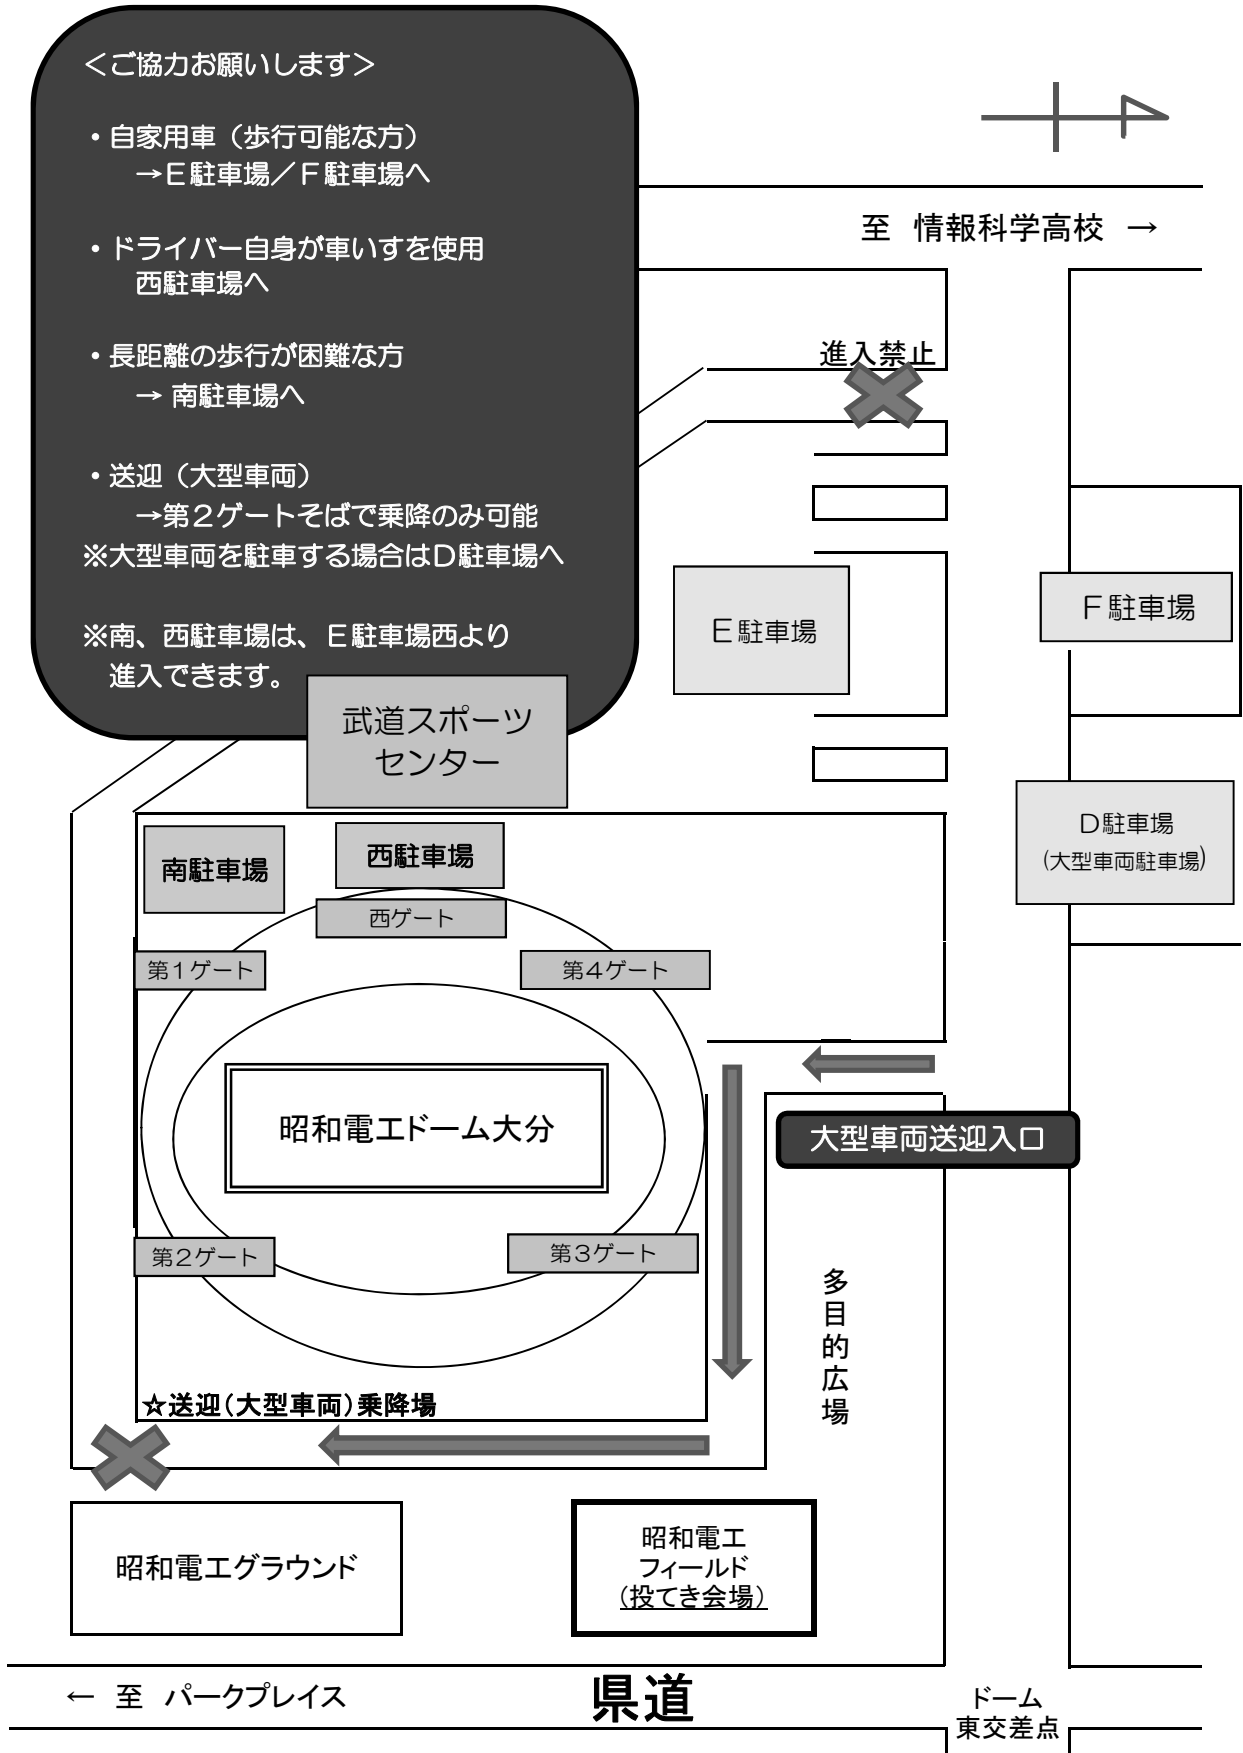 ＜ご協力お願いします＞
・自家用車（歩行可能な方）
→Ｅ駐車場／Ｆ駐車場へ
・ドライバー自身が車いすを使用
西駐車場へ
・長距離の歩行が困難な方
→ 南駐車場へ
・送迎（大型車両）
→第２ゲートそばで乗降のみ可能
※大型車両を駐車する場合はＤ駐車場へ
※南、西駐車場は、Ｅ駐車場西より
進入できます。
至 情報科学高校 →
進入禁止
Ｅ駐車場
Ｆ駐車場
武道スポーツ
センター
Ｄ駐車場
(大型車両駐車場)
南駐車場
西駐車場
西ゲート
第１ゲート
第４ゲート
昭和電工ドーム大分
大型車両送迎入口
第２ゲート
第３ゲート
多目的広場
☆送迎(大型車両)乗降場
昭和電工グラウンド
昭和電工
フィールド
(投てき会場)
← 至 パークプレイス
県道
ドーム
東交差点